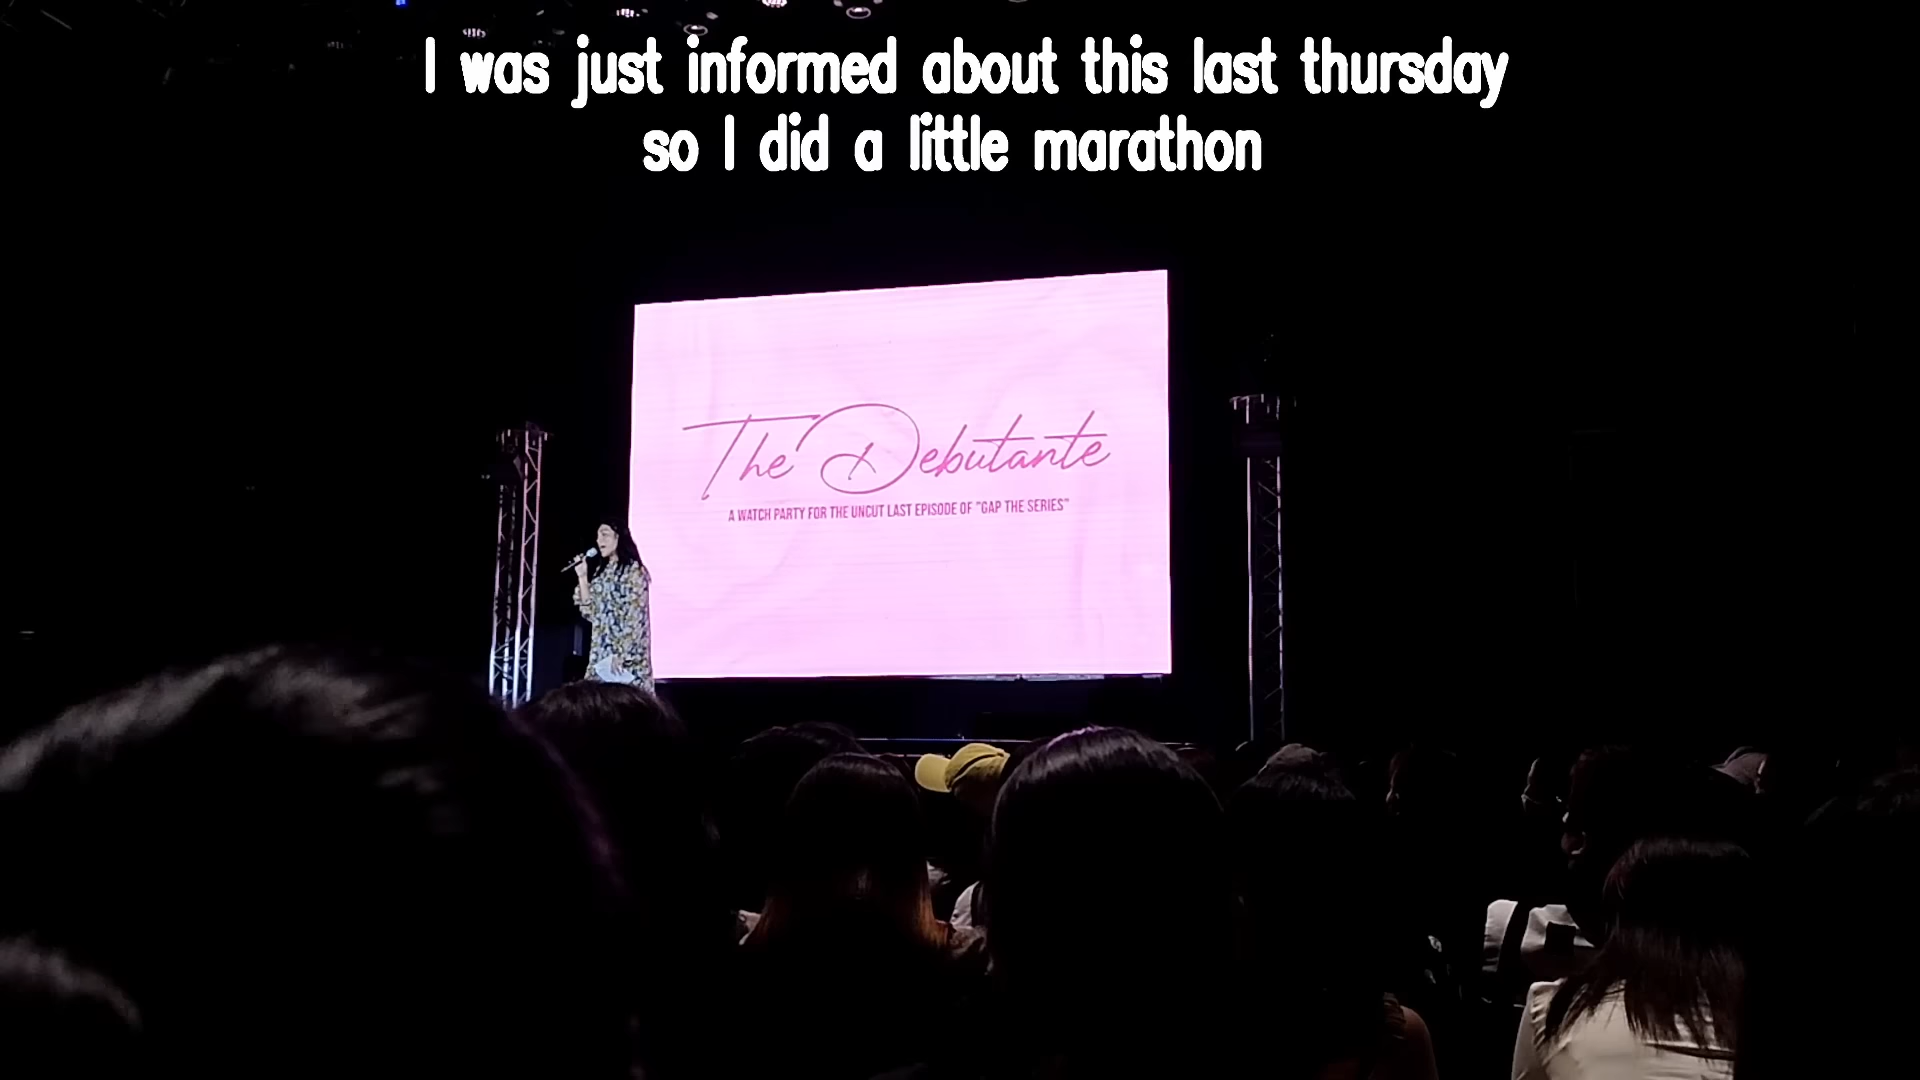 I was just informed about this last thursday
so I did a little marathon
The Debutante
A WATCH PARTY FOR THE UNCUT LAST EPISODE OF "GAP THE SERIES"